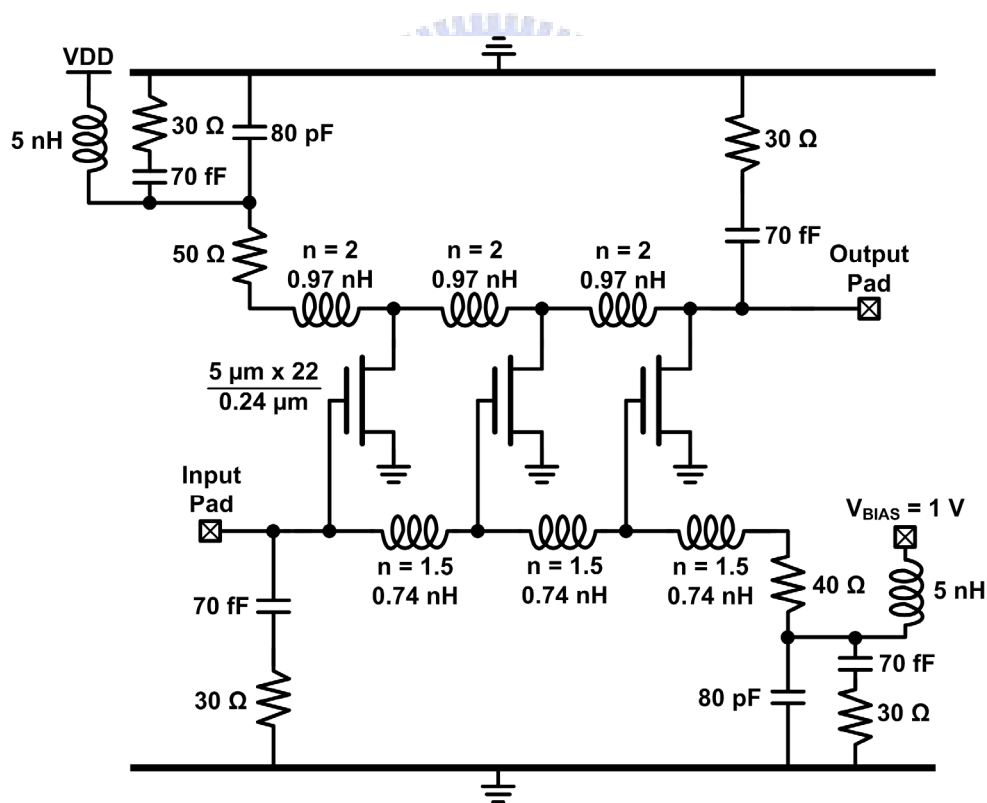 VDD
5 nH
30 Ω
80 pF
70 fF
50 Ω
n = 2
0.97 nH
n = 2
0.97 nH
n = 2
0.97 nH
30 Ω
70 fF
Output
Pad
5 µm x 22
0.24 µm
Input
Pad
70 fF
30 Ω
n = 1.5
0.74 nH
n = 1.5
0.74 nH
n = 1.5
0.74 nH
VBIAS = 1 V
40 Ω
5 nH
80 pF
70 fF
30 Ω